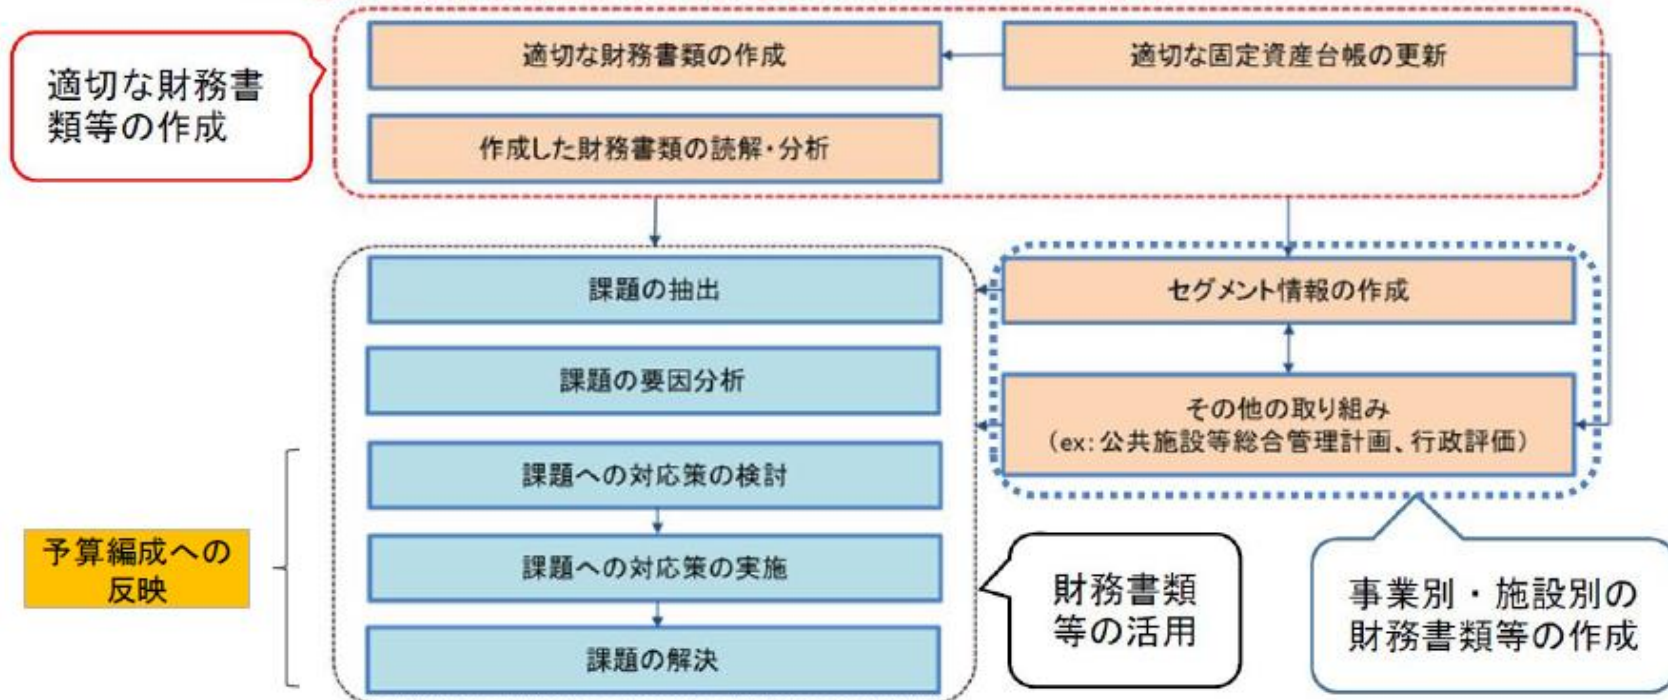 適切な財務書
類等の作成
適切な財務書類の作成
適切な固定資産台帳の更新
作成した財務書類の読解・分析
課題の抽出
セグメント情報の作成
課題の要因分析
その他の取り組み
(ex:公共施設等総合管理計画、行政評価)
課題への対応策の検討
予算編成への
反映
課題への対応策の実施
課題の解決
財務書類
等の活用
事業別・施設別の
財務書類等の作成